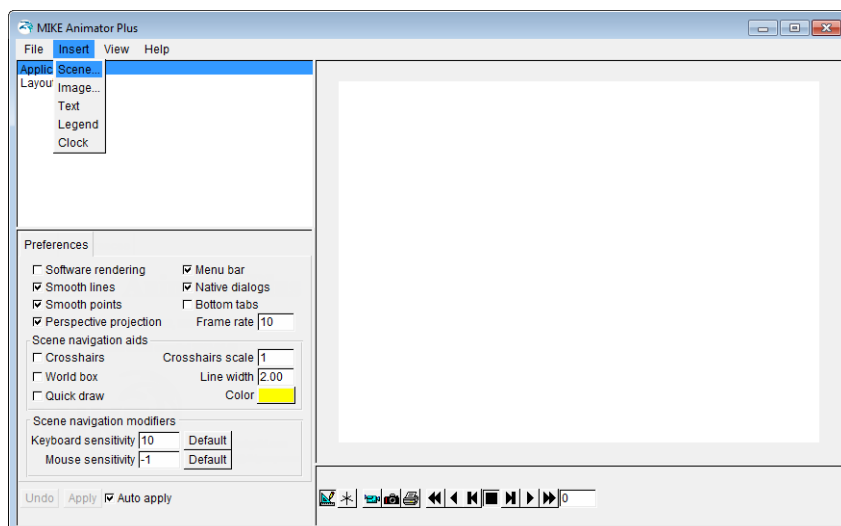 MIKE Animator Plus
File Insert View Help
Applic Scene...
Layou Image...
Text
Legend
Clock
Preferences
Software rendering Menu bar
Smooth lines Native dialogs
Smooth points Bottom tabs
Perspective projection Frame rate 10
Scene navigation aids
Crosshairs Crosshairs scale 1
World box Line width 2.00
Quick draw Color
Scene navigation modifiers
Keyboard sensitivity 10 Default
Mouse sensitivity -1 Default
Undo Apply Auto apply
0